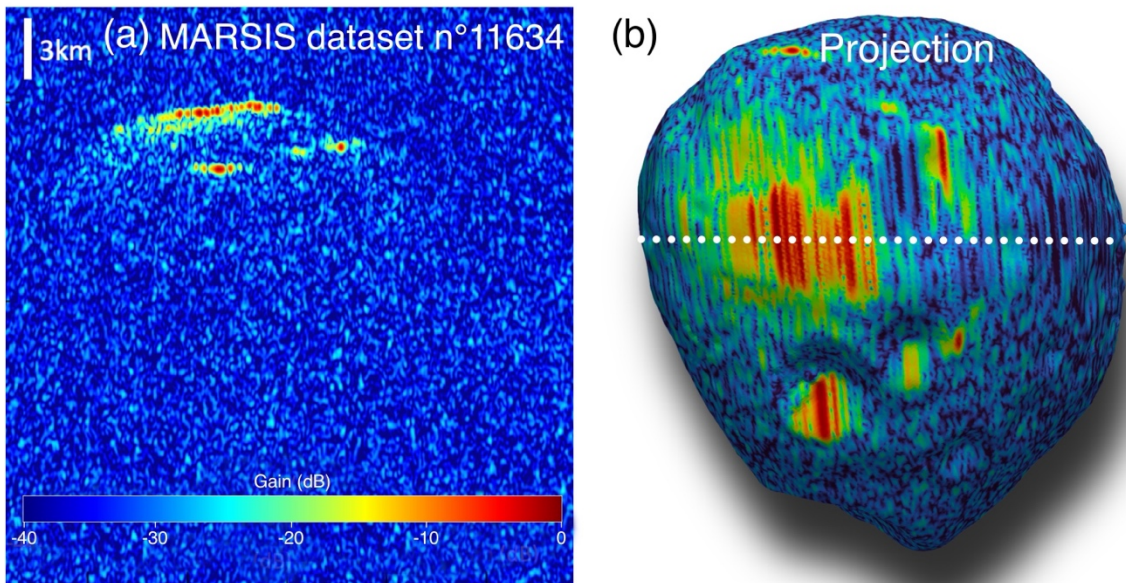 (a) MARSIS dataset n°11634
3km
Gain (dB)
-40 -30 -20 -10 0
(b)
Projection